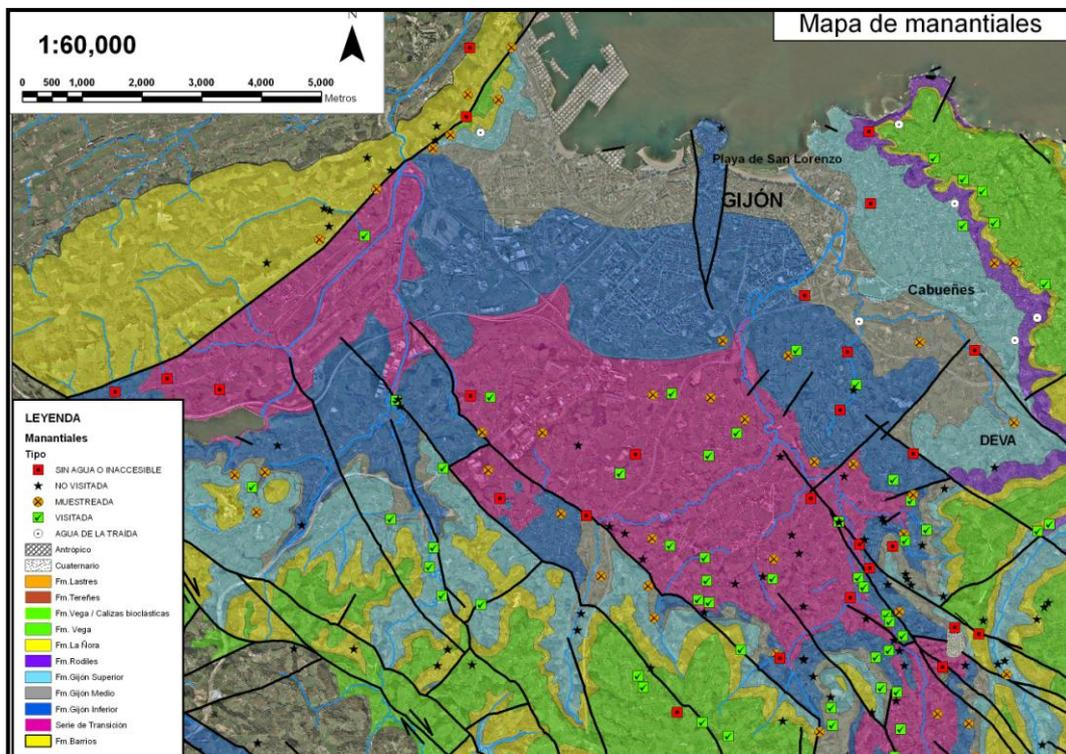 Mapa de manantiales
1:60,000
N
0 500 1,000 2,000 3,000 4,000 5,000
Metros
Playa de San Lorenzo
GIJÓN
Cabueñes
DEVA
LEYENDA
Manantiales
Tipo
SIN AGUA O INACCESIBLE
NO VISITADA
MUESTREADA
VISITADA
AGUA DE LA TRAÍDA
Antrópico
Cuaternario
Fm.Lastres
Fm.Tereñes
Fm.Vega / Calizas bioclásticas
Fm. Vega
Fm.La Ñora
Fm.Rodiles
Fm.Gijón Superior
Fm.Gijón Medio
Fm.Gijón Inferior
Serie de Transición
Fm.Barrios